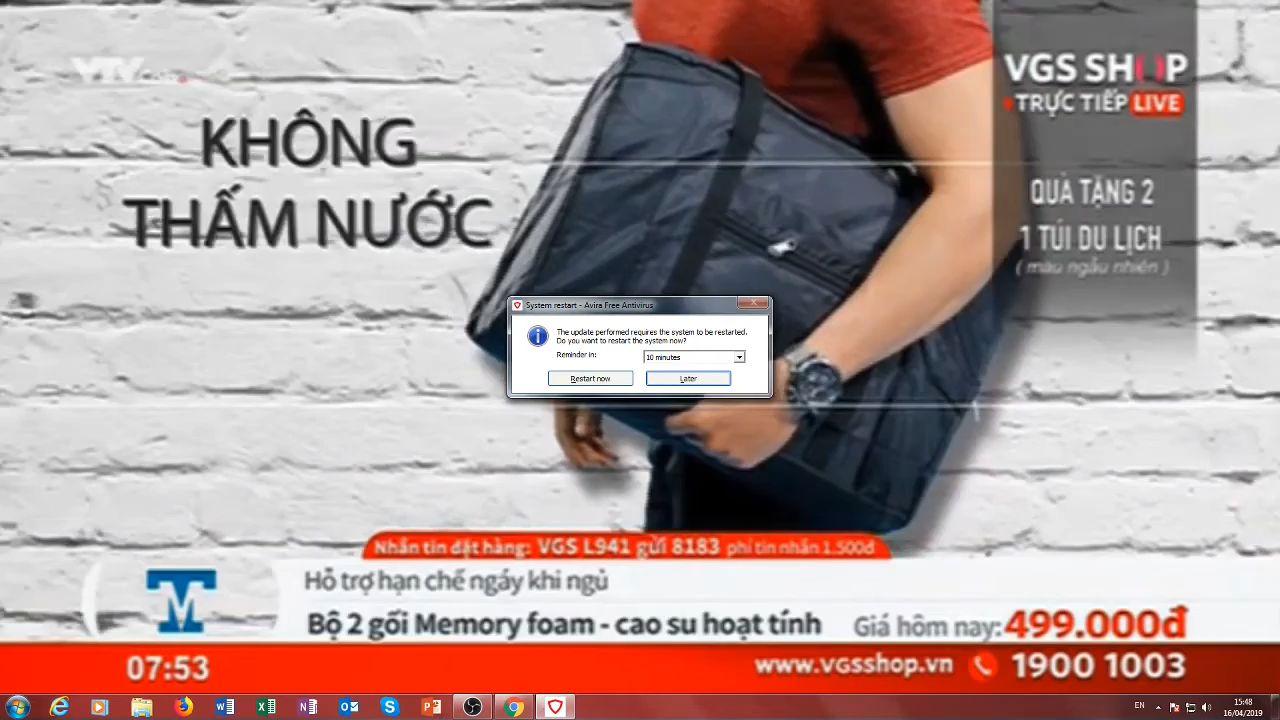 VTVcab
VGS SHOP
TRỰC TIẾP LIVE
KHÔNG
THẤM NƯỚC
QUÀ TẶNG 2
1 TÚI DU LỊCH
( màu ngẫu nhiên )
System restart - Avira Free Antivirus
The update performed requires the system to be restarted.
Do you want to restart the system now?
Reminder in:
10 minutes
Restart now
Later
Nhắn tin đặt hàng: VGS L941 gửi 8183 phí tin nhắn 1.500đ
Hỗ trợ hạn chế ngáy khi ngủ
Bộ 2 gối Memory foam - cao su hoạt tính
Giá hôm nay: 499.000đ
07:53
www.vgsshop.vn
1900 1003
EN
15:48
16/04/2019